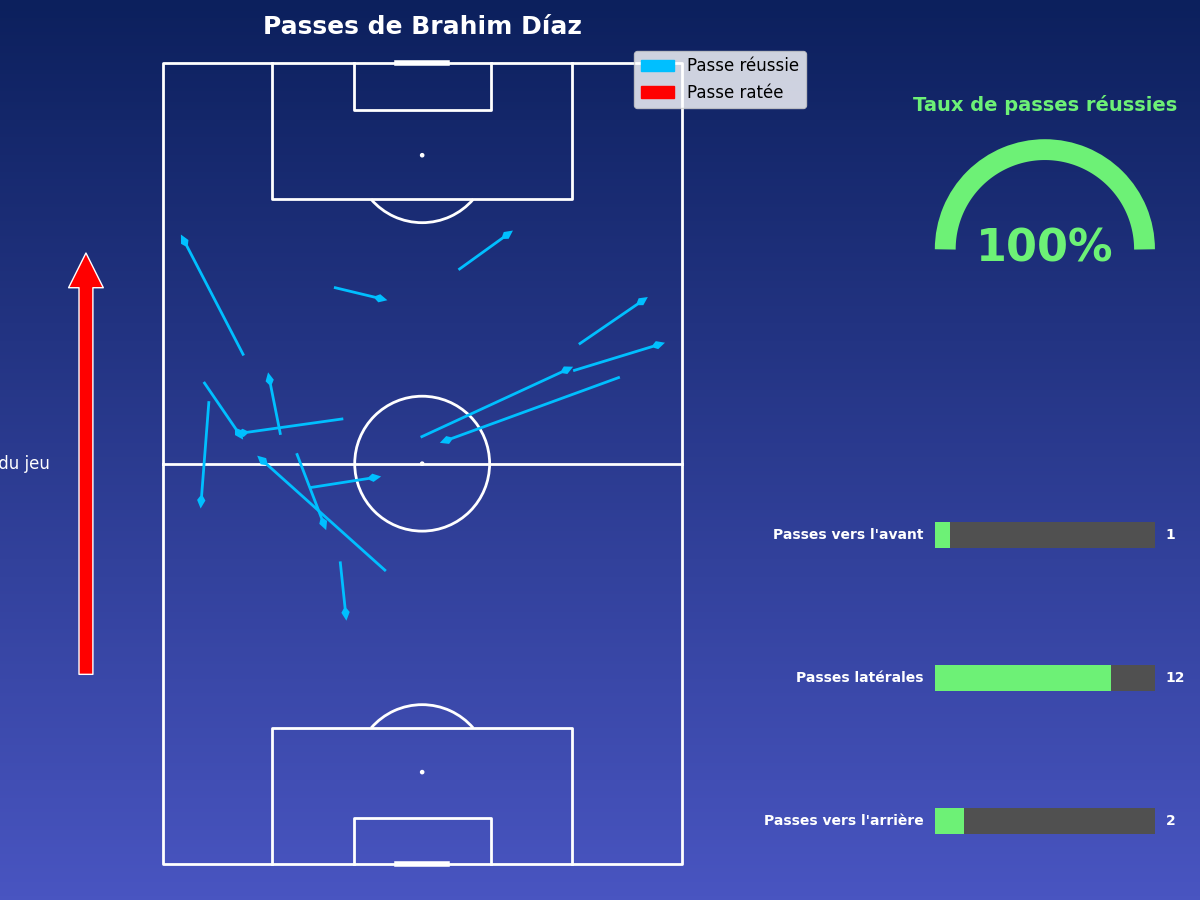 Passes de Brahim Díaz
Passe réussie
Passe ratée
Taux de passes réussies
100%
du jeu
Passes vers l'avant
1
Passes latérales
12
Passes vers l'arrière
2